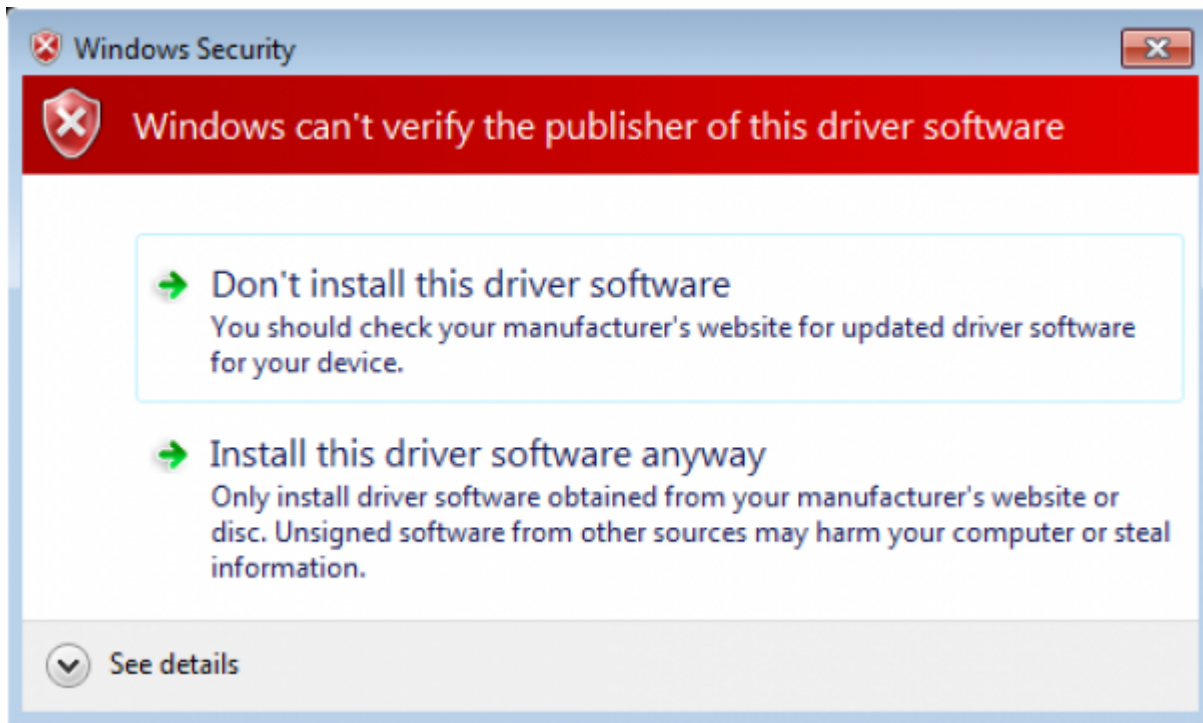 Windows Security
Windows can't verify the publisher of this driver software
Don't install this driver software
You should check your manufacturer's website for updated driver software
for your device.
Install this driver software anyway
Only install driver software obtained from your manufacturer's website or
disc. Unsigned software from other sources may harm your computer or steal
information.
See details